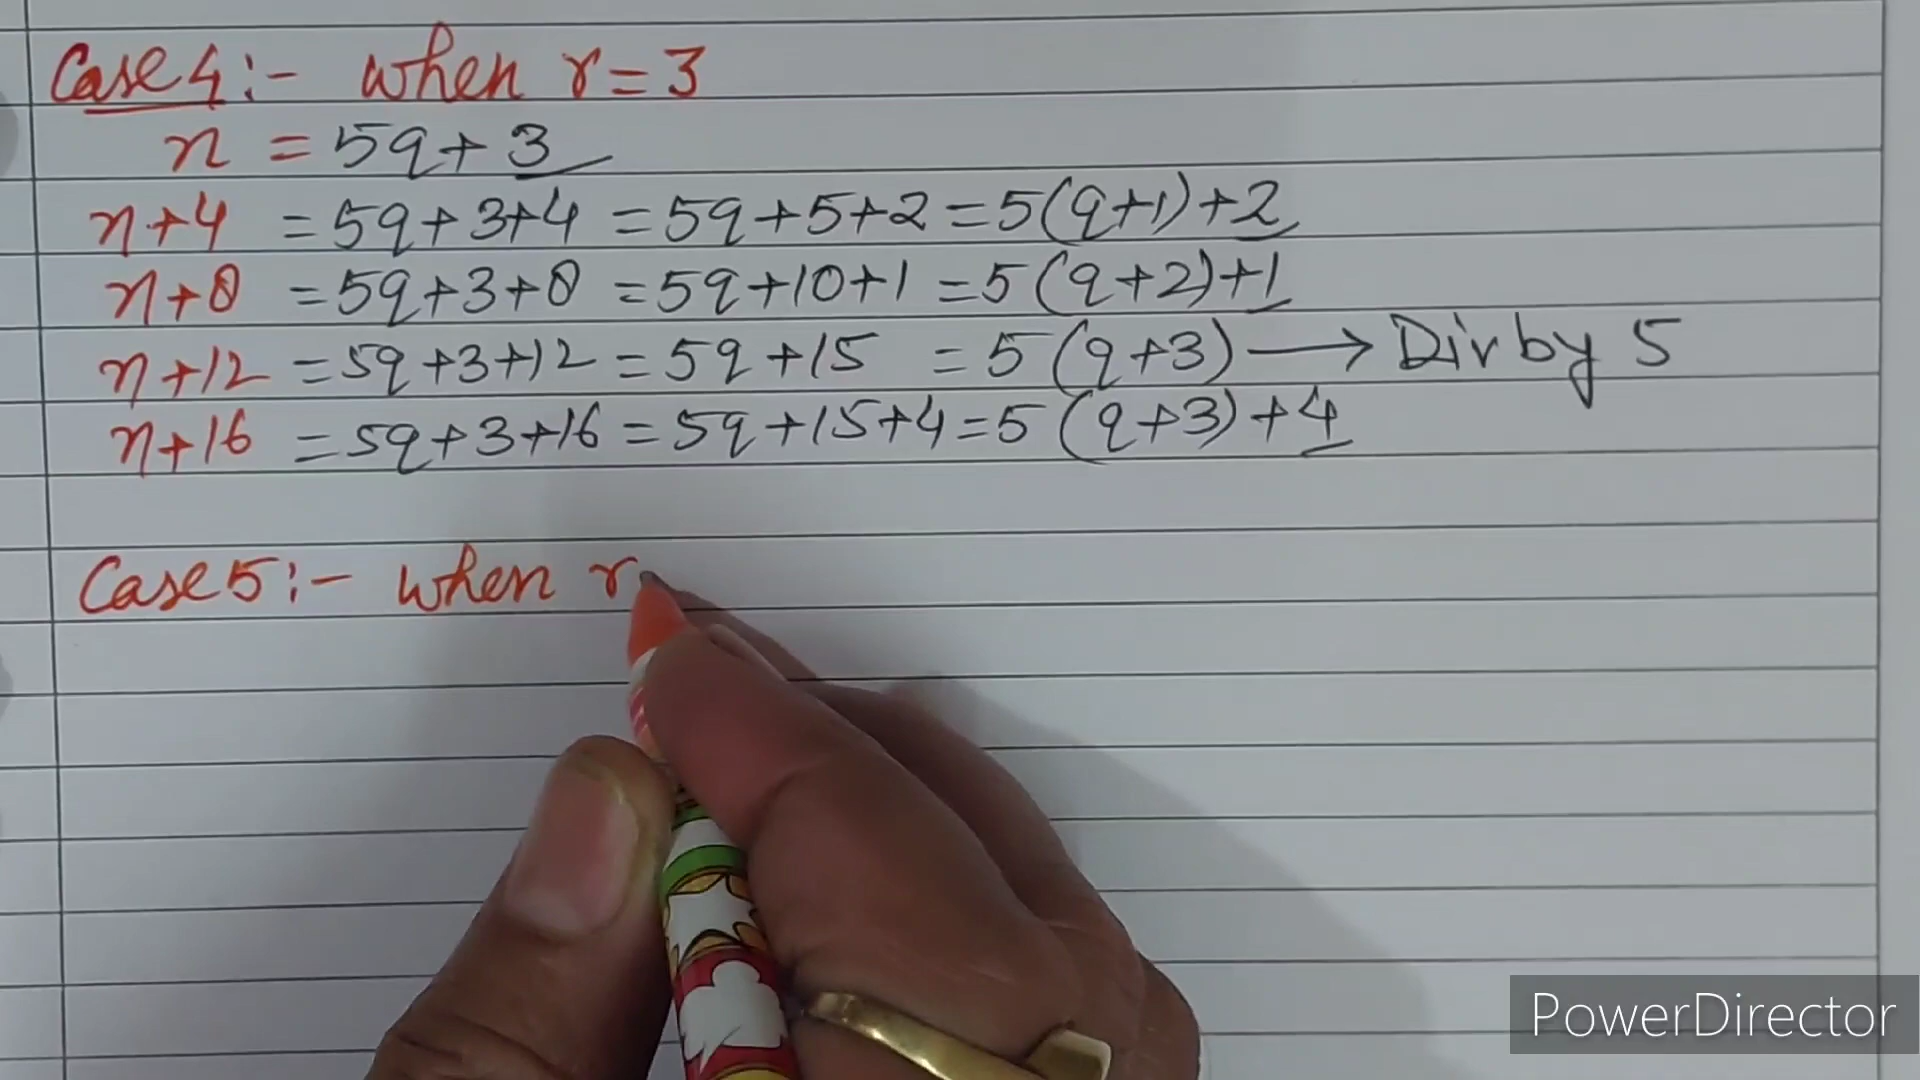 Case 4:- when r = 3
n = 5q + 3
n+4 = 5q + 3+4 = 5q + 5+2 = 5(q+1)+2
n+8 = 5q+3+8 = 5q+10+1 = 5(q+2)+1
n+12 = 5q+3+12 = 5q+15 = 5(q+3) → Div by 5
n+16 = 5q+3+16 = 5q+15+4 = 5(q+3)+4
Case 5:- when r
PowerDirector